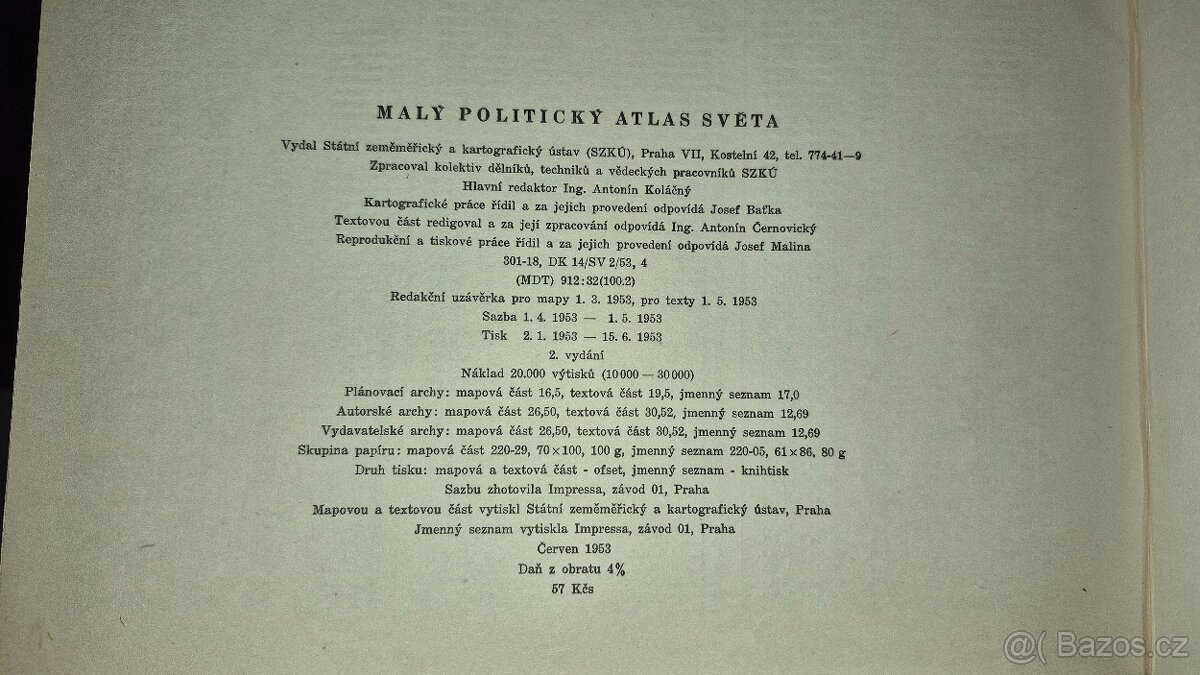 MALÝ POLITICKÝ ATLAS SVĚTA
Vydal Státní zeměměřický a kartografický ústav (SZKÚ), Praha VII, Kostelní 42, tel. 774-41—9
Zpracoval kolektiv dělníků, techniků a vědeckých pracovníků SZKÚ
Hlavní redaktor Ing. Antonín Koláčný
Kartografické práce řídil a za jejich provedení odpovídá Josef Baťka
Textovou část redigoval a za její zpracování odpovídá Ing. Antonín Černovický
Reprodukční a tiskové práce řídil a za jejich provedení odpovídá Josef Malina
301-18, DK 14/SV 2/53, 4
(MDT) 912:32(100.2)
Redakční uzávěrka pro mapy 1. 3. 1953, pro texty 1. 5. 1953
Sazba 1. 4. 1953 — 1. 5. 1953
Tisk 2. 1. 1953 — 15. 6. 1953
2. vydání
Náklad 20.000 výtisků (10 000 — 30 000)
Plánovací archy: mapová část 16,5, textová část 19,5, jmenný seznam 17,0
Autorské archy: mapová část 26,50, textová část 30,52, jmenný seznam 12,69
Vydavatelské archy: mapová část 26,50, textová část 30,52, jmenný seznam 12,69
Skupina papíru: mapová část 220-29, 70×100, 100 g, jmenný seznam 220-05, 61×86, 80 g
Druh tisku: mapová a textová část - ofset, jmenný seznam - knihtisk
Sazbu zhotovila Impressa, závod 01, Praha
Mapovou a textovou část vytiskl Státní zeměměřický a kartografický ústav, Praha
Jmenný seznam vytiskla Impressa, závod 01, Praha
Červen 1953
Daň z obratu 4%
57 Kčs
@( Bazos.cz